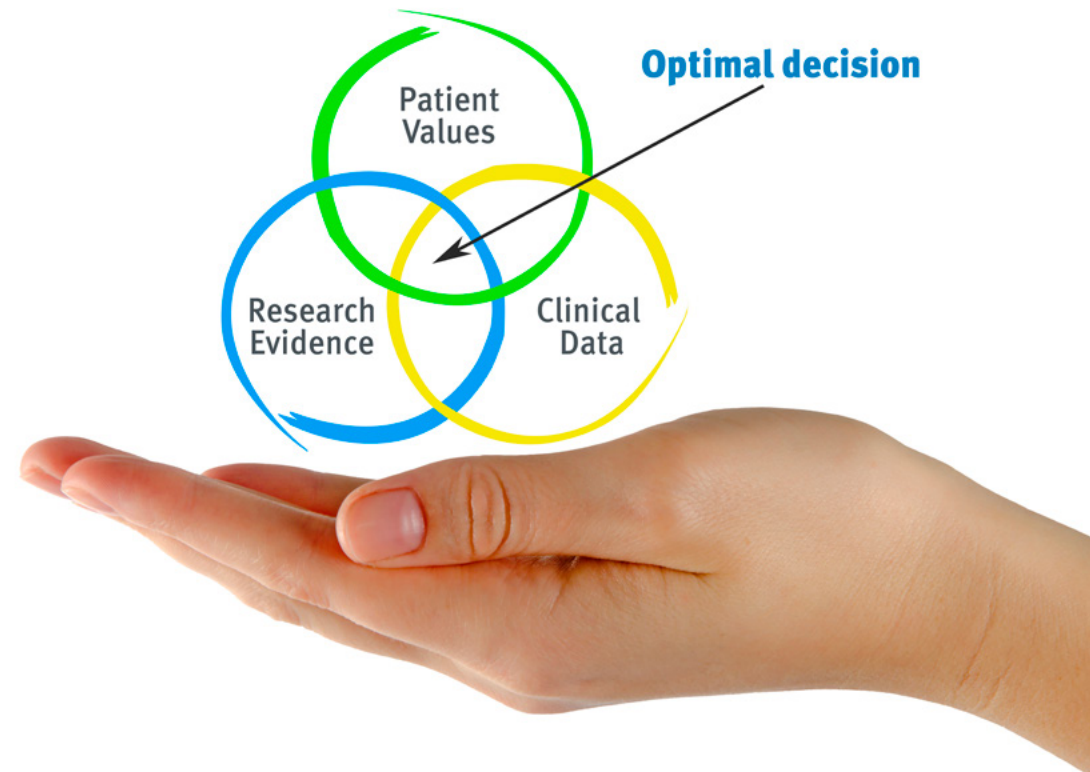 Optimal decision
Patient
Values
Research
Evidence
Clinical
Data